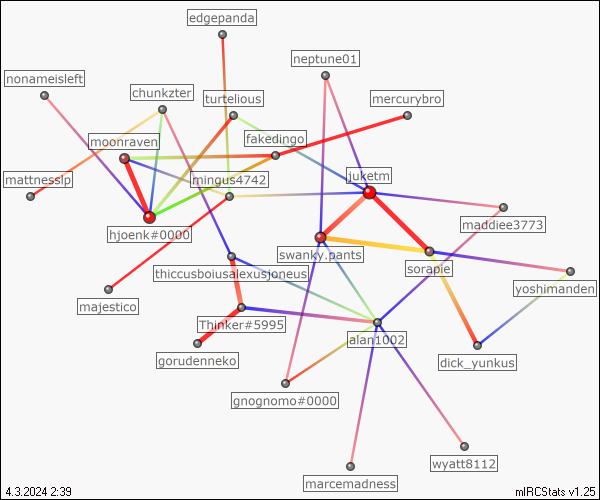 edgepanda
neptune01
nonameisleft
chunkzter
turtelious
mercurybro
moonraven
fakedingo
juketm
mattnesslp
mingus4742
hjoenk#0000
maddiee3773
swanky.pants
sorapie
thiccusboiusalexusjoneus
yoshimanden
majestico
Thinker#5995
alan1002
gorudenneko
dick_yunkus
gnognomo#0000
wyatt8112
marcemadness
4.3.2024 2:39
mIRCStats v1.25